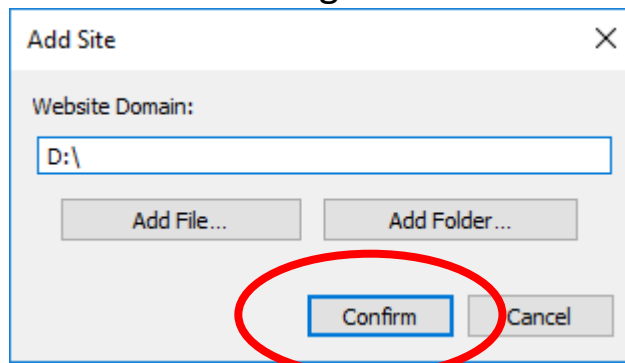 Add Site
Website Domain:
D:\
Add File... Add Folder...
Confirm Cancel